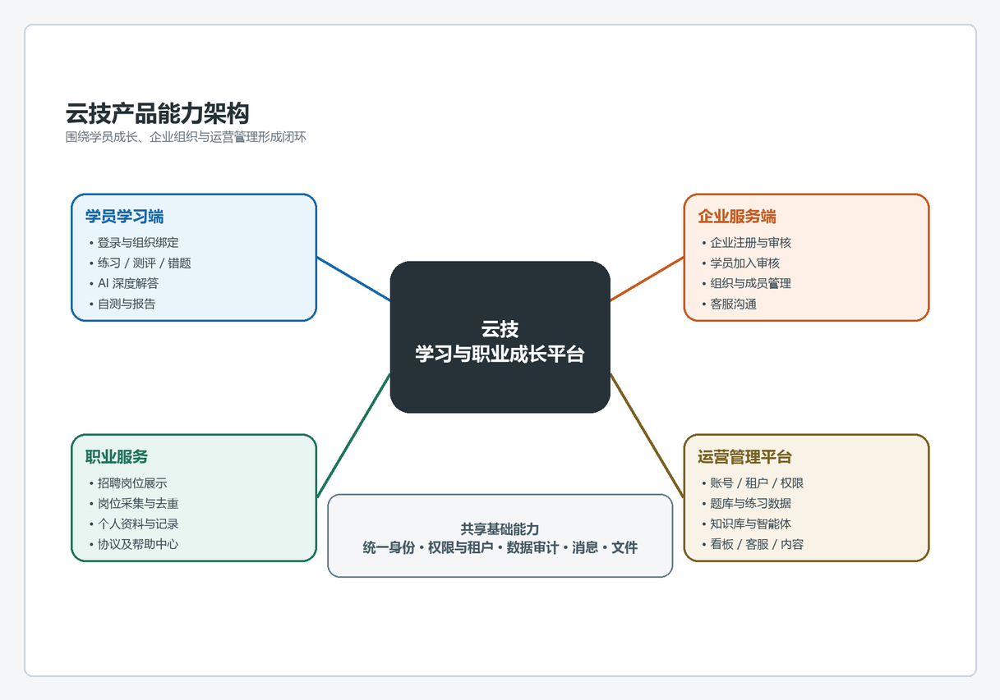 云技产品能力架构
围绕学员成长、企业组织与运营管理形成闭环
学员学习端
• 登录与组织绑定
• 练习 / 测评 / 错题
• AI 深度解答
• 自测与报告
企业服务端
• 企业注册与审核
• 学员加入审核
• 组织与成员管理
• 客服沟通
云技
学习与职业成长平台
职业服务
• 招聘岗位展示
• 岗位采集与去重
• 个人资料与记录
• 协议及帮助中心
运营管理平台
• 账号 / 租户 / 权限
• 题库与练习数据
• 知识库与智能体
• 看板 / 客服 / 内容
共享基础能力
统一身份 • 权限与租户 • 数据审计 • 消息 • 文件